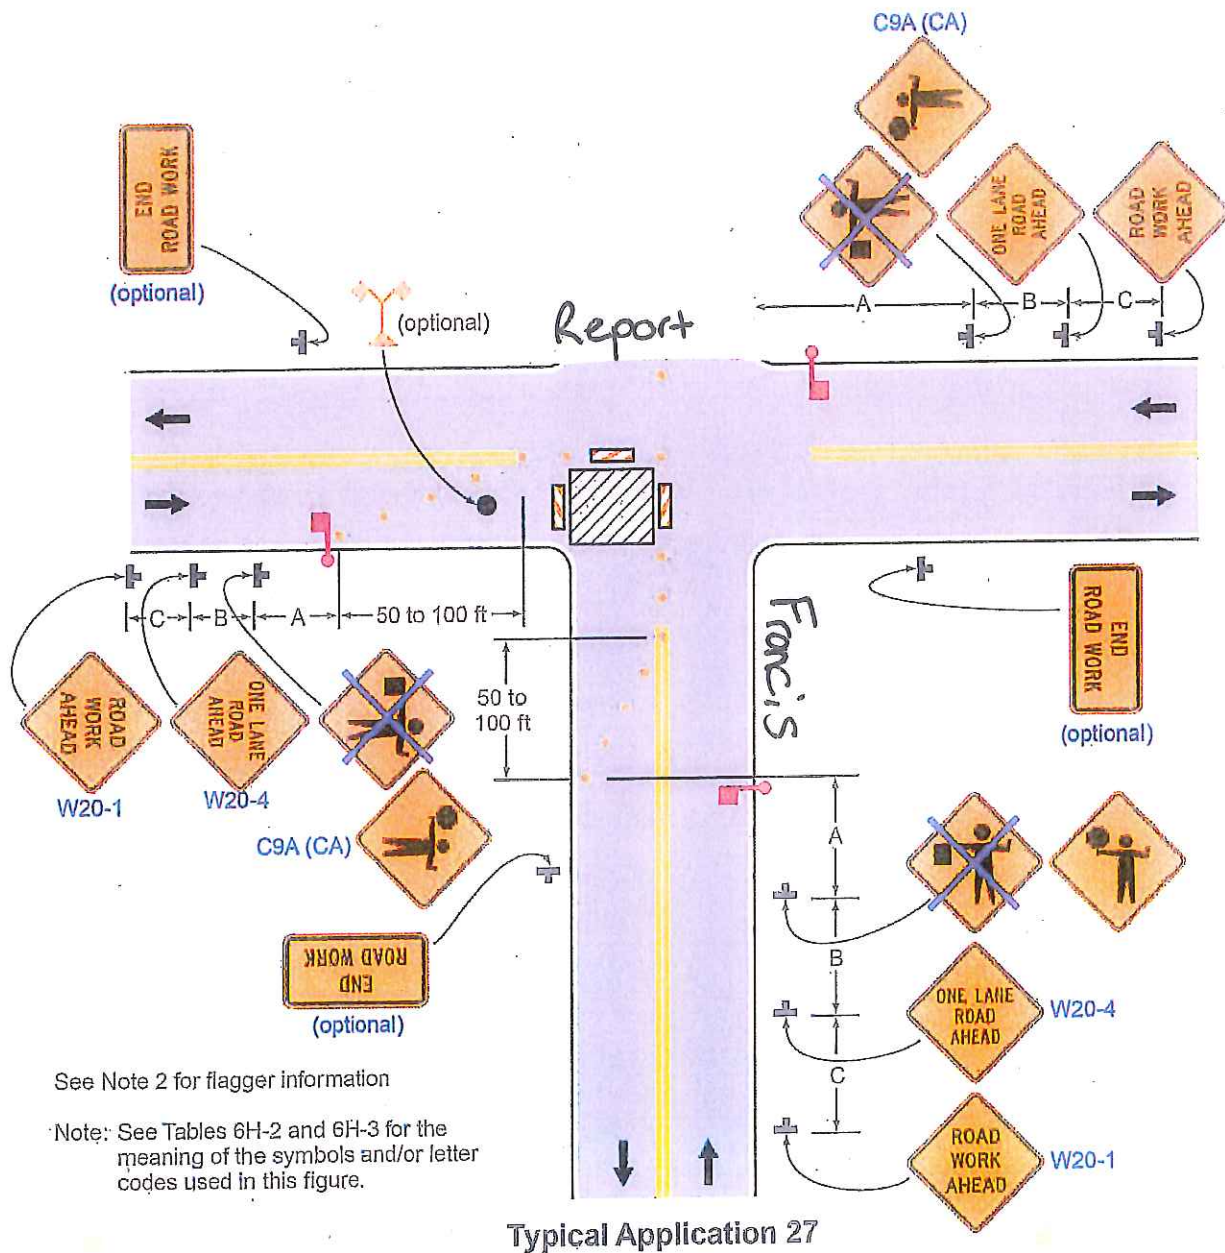 C9A (CA)
END
ROAD WORK
(optional)
(optional)
Report
ONE LANE
ROAD
AHEAD
ROAD
WORK
AHEAD
A
B
C
C
B
A
50 to 100 ft
50 to
100 ft
Francis
END
ROAD WORK
(optional)
ROAD
WORK
AHEAD
W20-1
ONE LANE
ROAD
AHEAD
W20-4
C9A (CA)
END
ROAD WORK
(optional)
A
B
C
ONE LANE
ROAD
AHEAD
W20-4
ROAD
WORK
AHEAD
W20-1
See Note 2 for flagger information
Note: See Tables 6H-2 and 6H-3 for the
meaning of the symbols and/or letter
codes used in this figure.
Typical Application 27